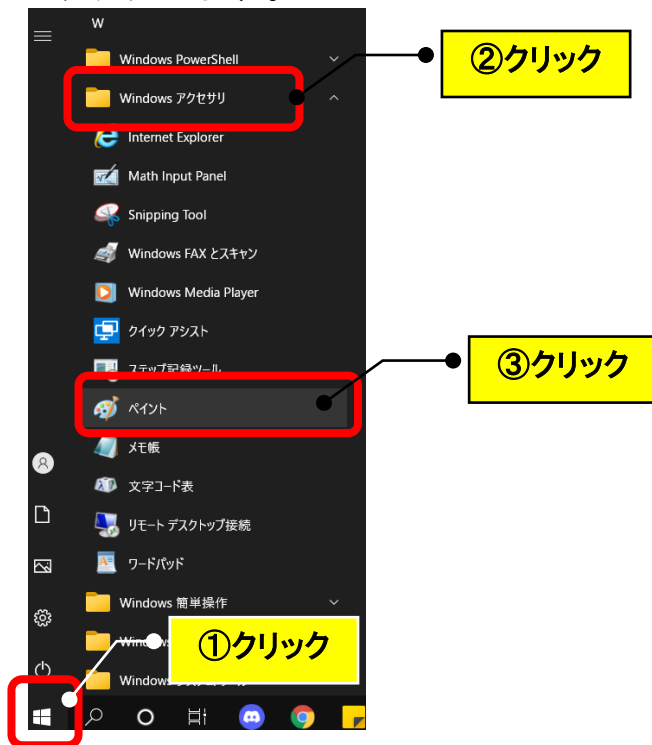 W
Windows PowerShell
②クリック
Windows アクセサリ
Internet Explorer
Math Input Panel
Snipping Tool
Windows FAX とスキャン
Windows Media Player
クイック アシスト
ステップ記録ツール
③クリック
ペイント
メモ帳
文字コード表
リモート デスクトップ接続
ワードパッド
Windows 簡単操作
①クリック
Windows